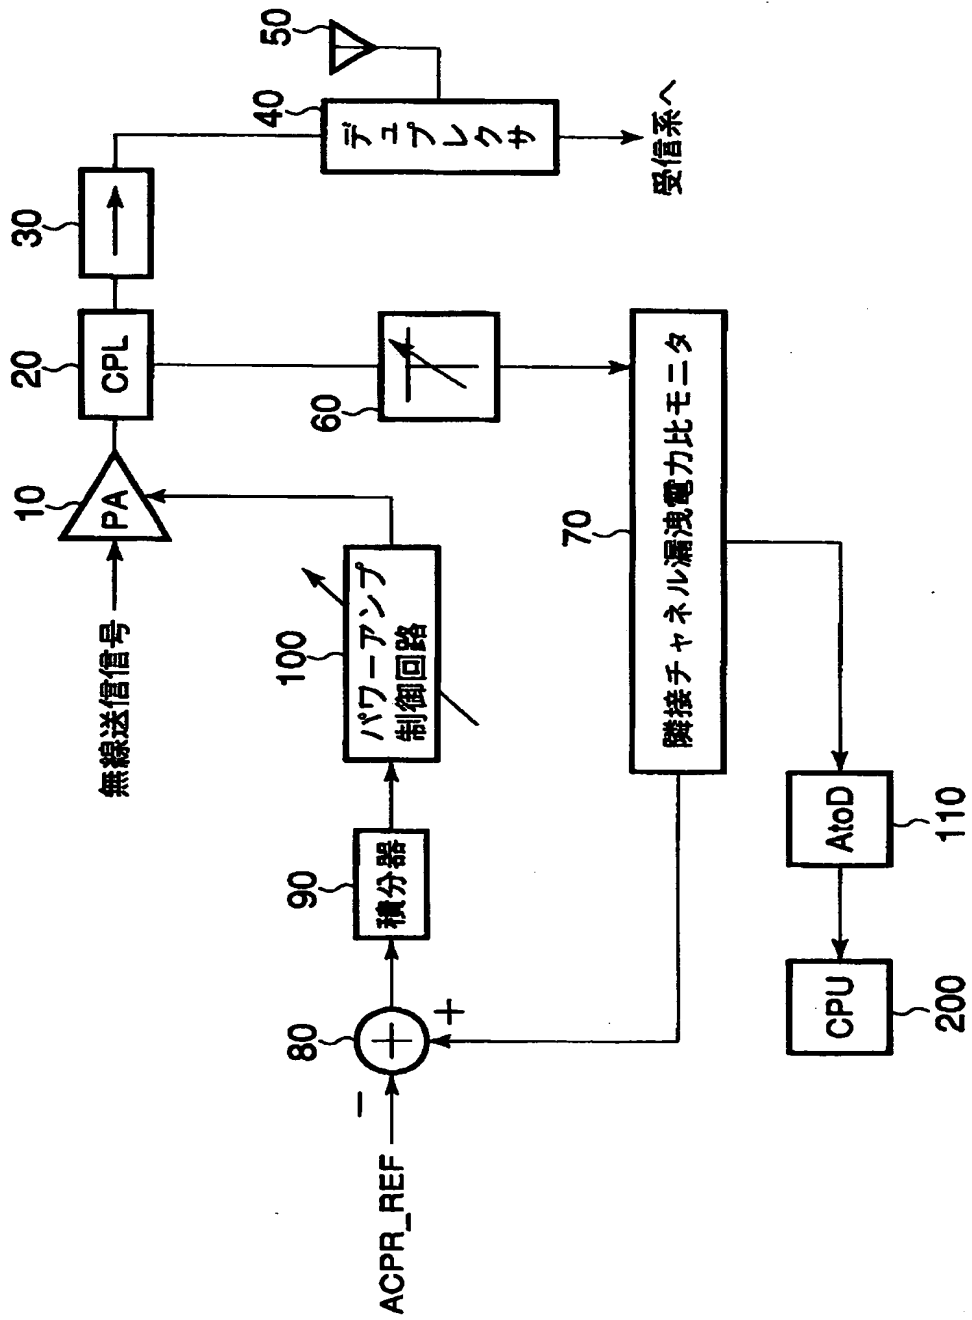 無線送信信号
10
PA
20
CPL
30
40
デュプレクサ
50
受信系へ
60
70
隣接チャネル漏洩電力比モニタ
ACPR_REF
−
+
80
90
積分器
100
パワーアンプ
制御回路
110
AtoD
200
CPU